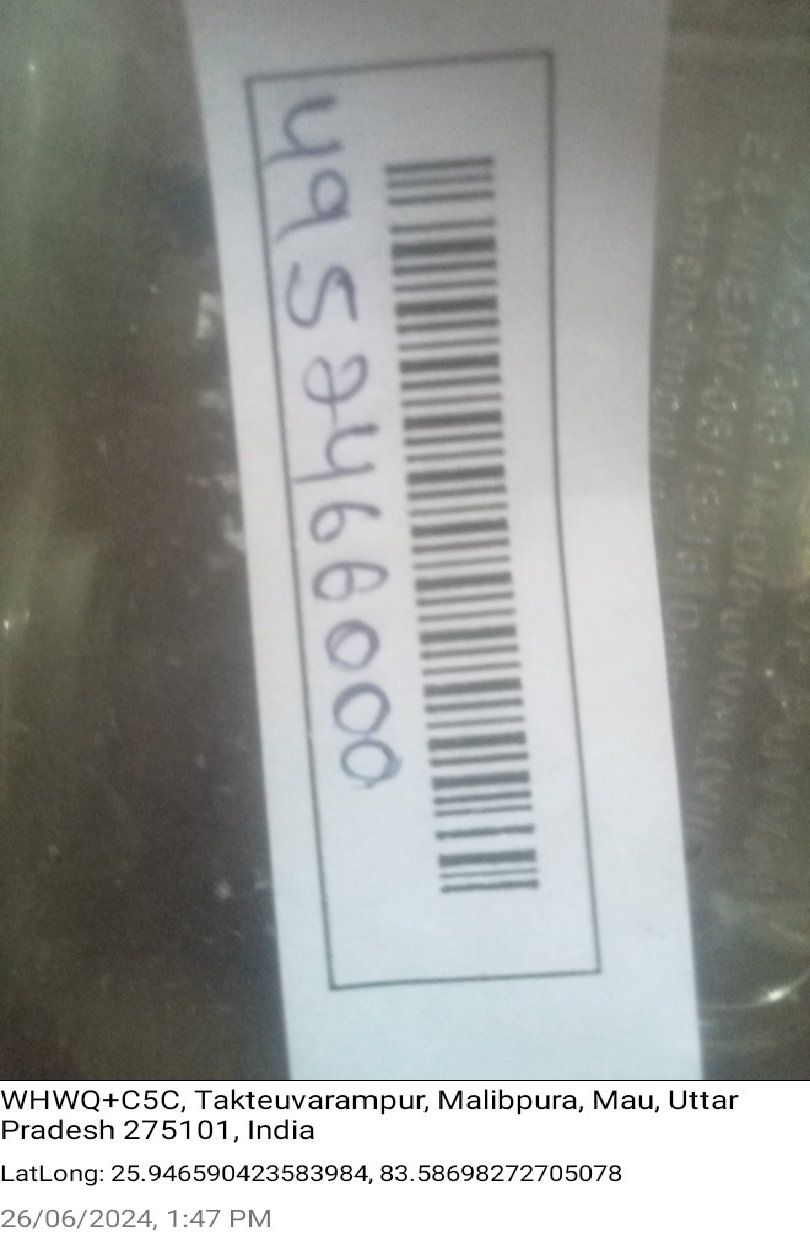 4952466000
WHWQ+C5C, Takteuvarampur, Malibpura, Mau, Uttar
Pradesh 275101, India
LatLong: 25.946590423583984, 83.58698272705078
26/06/2024, 1:47 PM